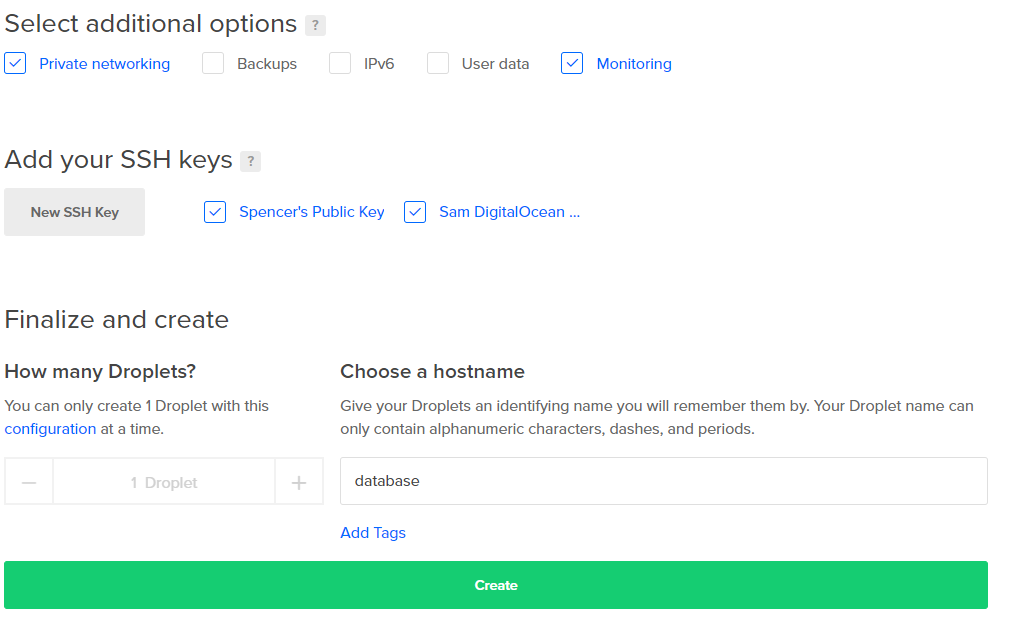 Select additional options ?
Private networking Backups IPv6 User data Monitoring
Add your SSH keys ?
New SSH Key Spencer's Public Key Sam DigitalOcean ...
Finalize and create
How many Droplets?
You can only create 1 Droplet with this
configuration at a time.
1 Droplet
Choose a hostname
Give your Droplets an identifying name you will remember them by. Your Droplet name can
only contain alphanumeric characters, dashes, and periods.
database
Add Tags
Create